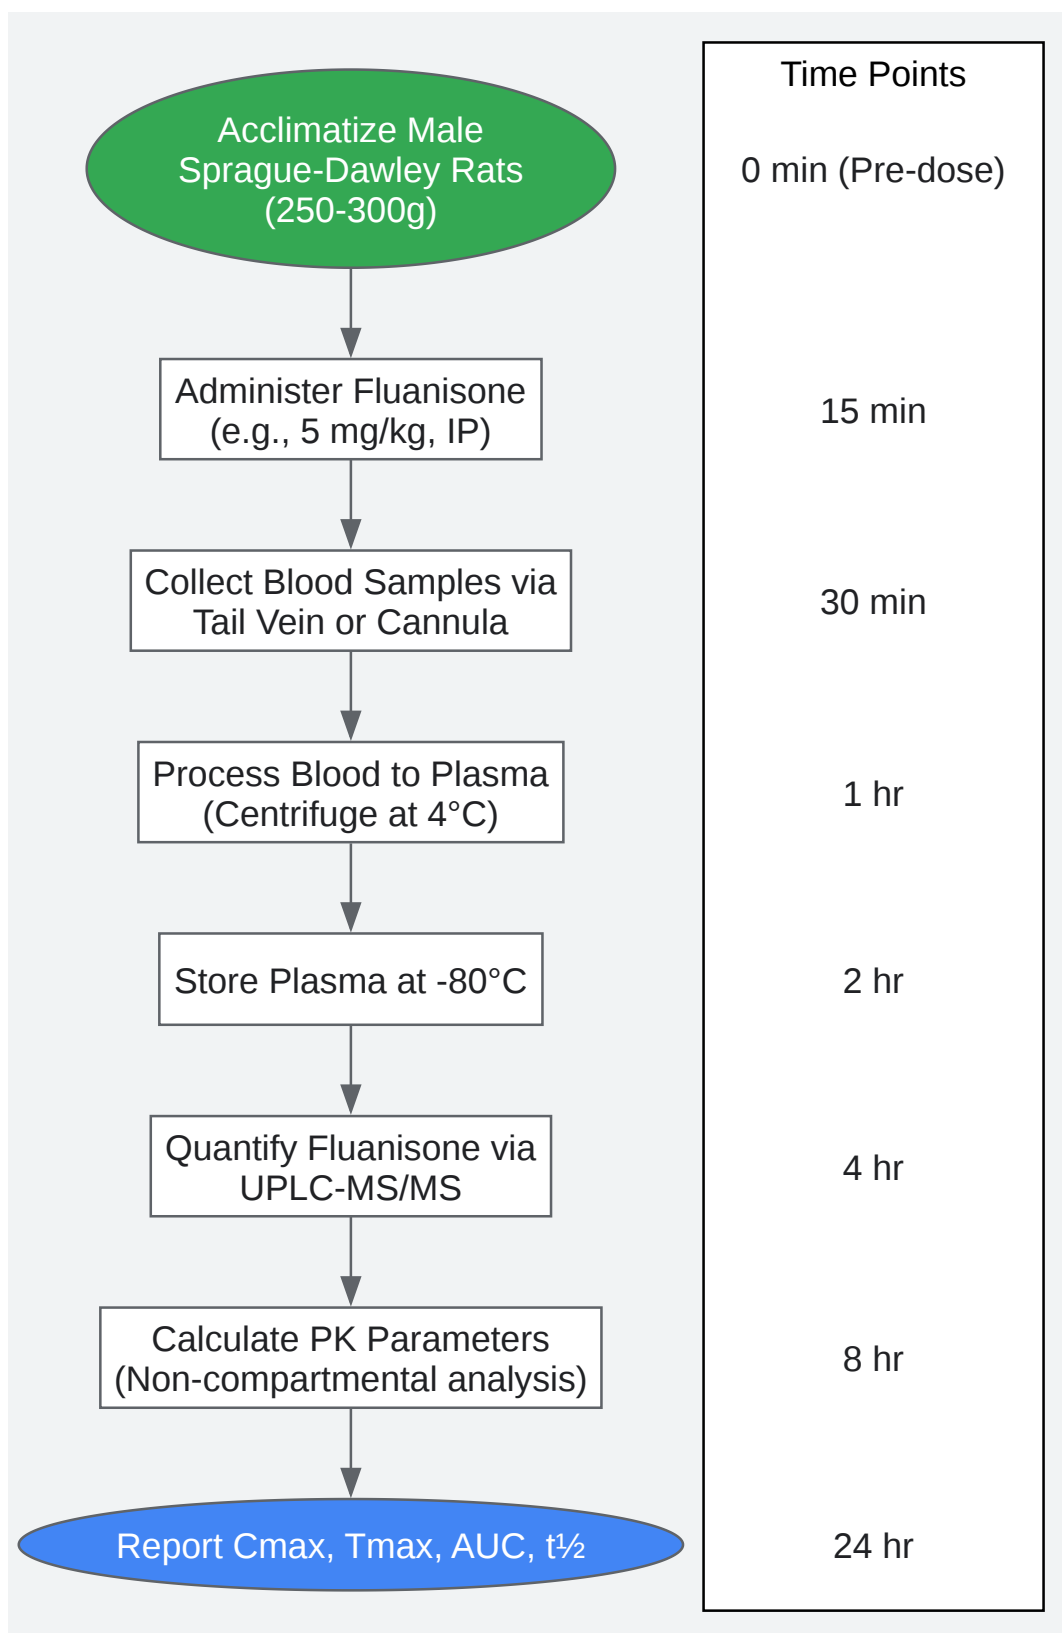 Acclimatize Male
Sprague-Dawley Rats
(250-300g)
Administer Fluanisone
(e.g., 5 mg/kg, IP)
Collect Blood Samples via
Tail Vein or Cannula
Process Blood to Plasma
(Centrifuge at 4°C)
Store Plasma at -80°C
Quantify Fluanisone via
UPLC-MS/MS
Calculate PK Parameters
(Non-compartmental analysis)
Report Cmax, Tmax, AUC, t½
Time Points
0 min (Pre-dose)
15 min
30 min
1 hr
2 hr
4 hr
8 hr
24 hr